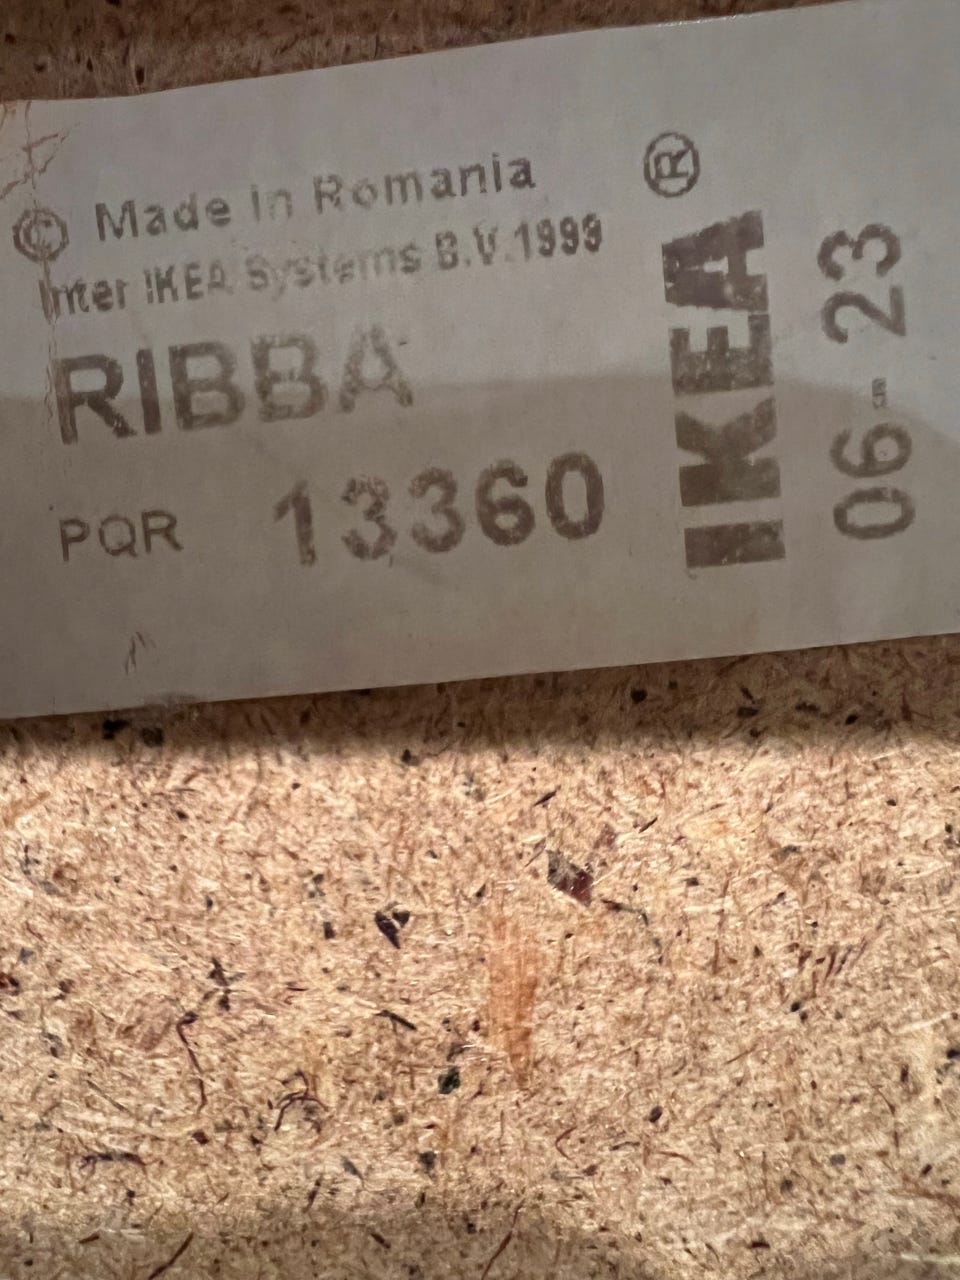 © Made in Romania
Inter IKEA Systems B.V.1999
RIBBA
PQR 13360
IKEA®
06-23